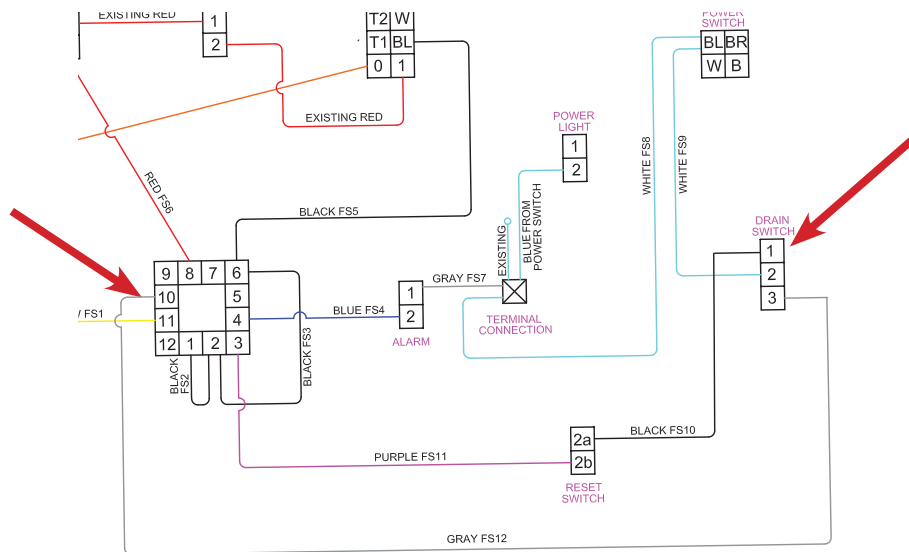 EXISTING RED
1
2
T2 W
T1 BL
0 1
EXISTING RED
POWER
SWITCH
BL BR
W B
POWER
LIGHT
1
2
WHITE FS8
WHITE FS9
RED FS6
BLACK FS5
EXISTING
BLUE FROM
POWER SWITCH
DRAIN
SWITCH
1
2
3
9 8 7 6
10 5
11 4
12 1 2 3
FS1
GRAY FS7
1
2
ALARM
BLUE FS4
TERMINAL
CONNECTION
BLACK
FS2
BLACK FS3
BLACK FS10
2a
2b
RESET
SWITCH
PURPLE FS11
GRAY FS12